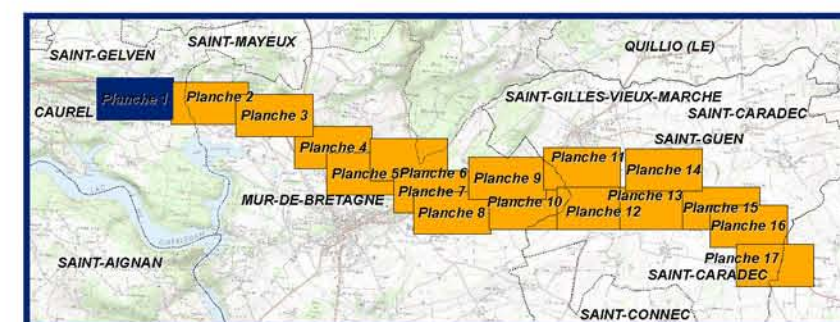 SAINT-GELVEN
SAINT-MAYEUX
QUILLIO (LE)
Planche 1
Planche 2
SAINT-GILLES-VIEUX-MARCHE
CAUREL
Planche 3
SAINT-CARADEC
SAINT-GUEN
Planche 4
Planche 5
Planche 6
Planche 9
Planche 11
Planche 14
MUR-DE-BRETAGNE
Planche 7
Planche 8
Planche 10
Planche 12
Planche 13
Planche 15
Planche 16
SAINT-AIGNAN
Planche 17
SAINT-CARADEC
SAINT-CONNEC